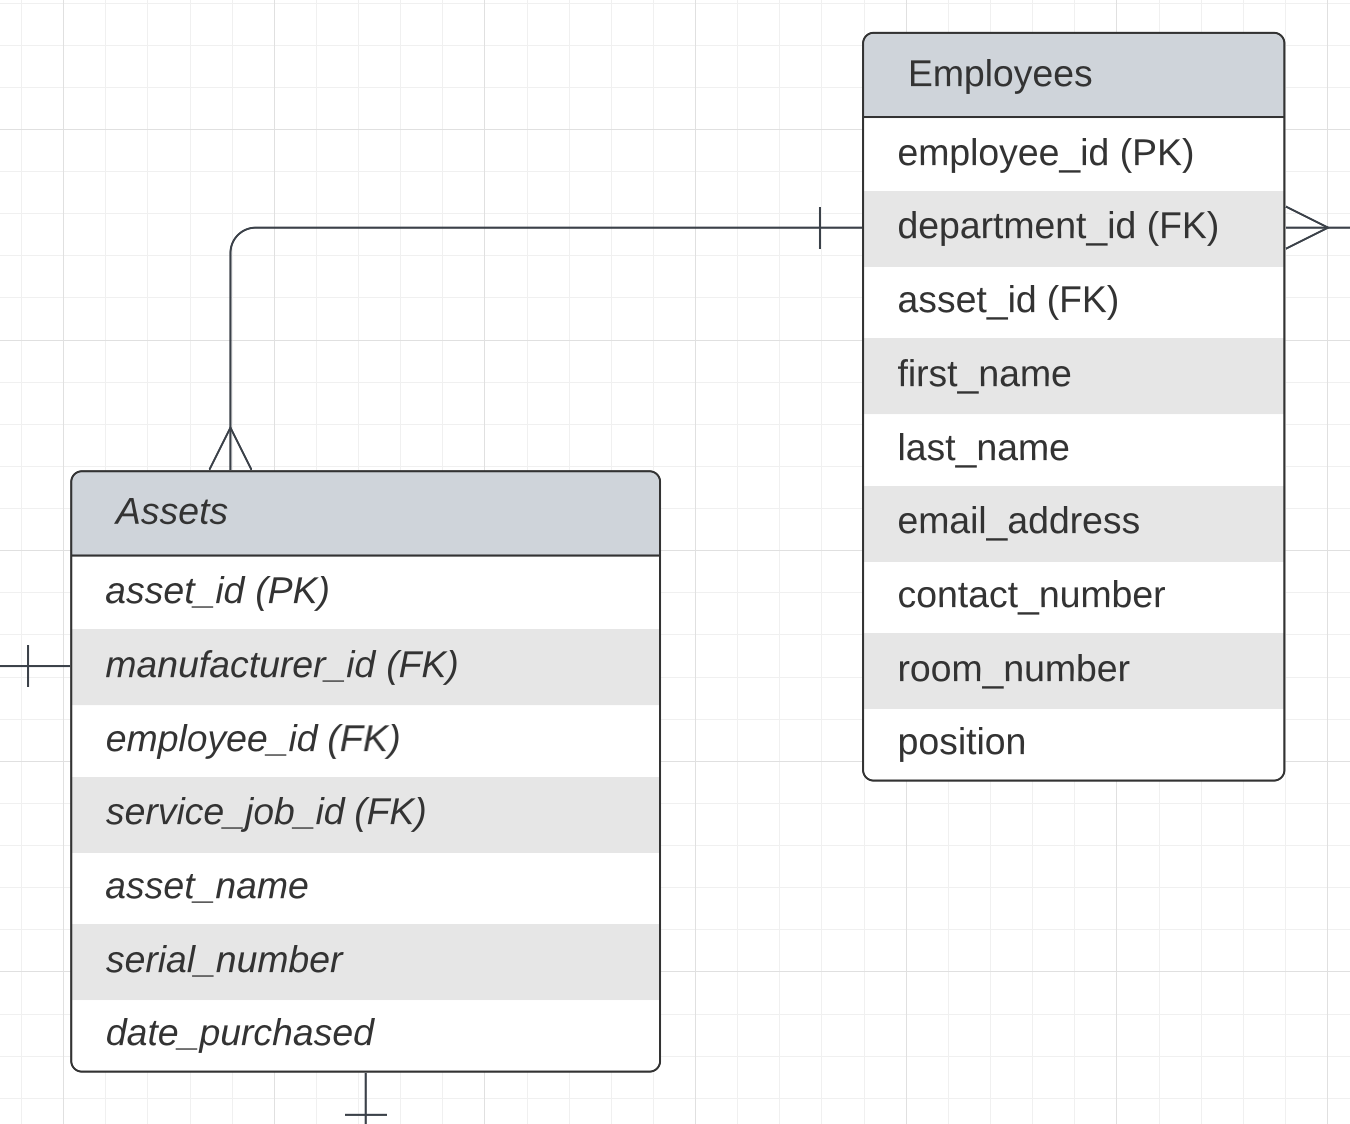 Employees
employee_id (PK)
department_id (FK)
asset_id (FK)
first_name
last_name
email_address
contact_number
room_number
position
Assets
asset_id (PK)
manufacturer_id (FK)
employee_id (FK)
service_job_id (FK)
asset_name
serial_number
date_purchased